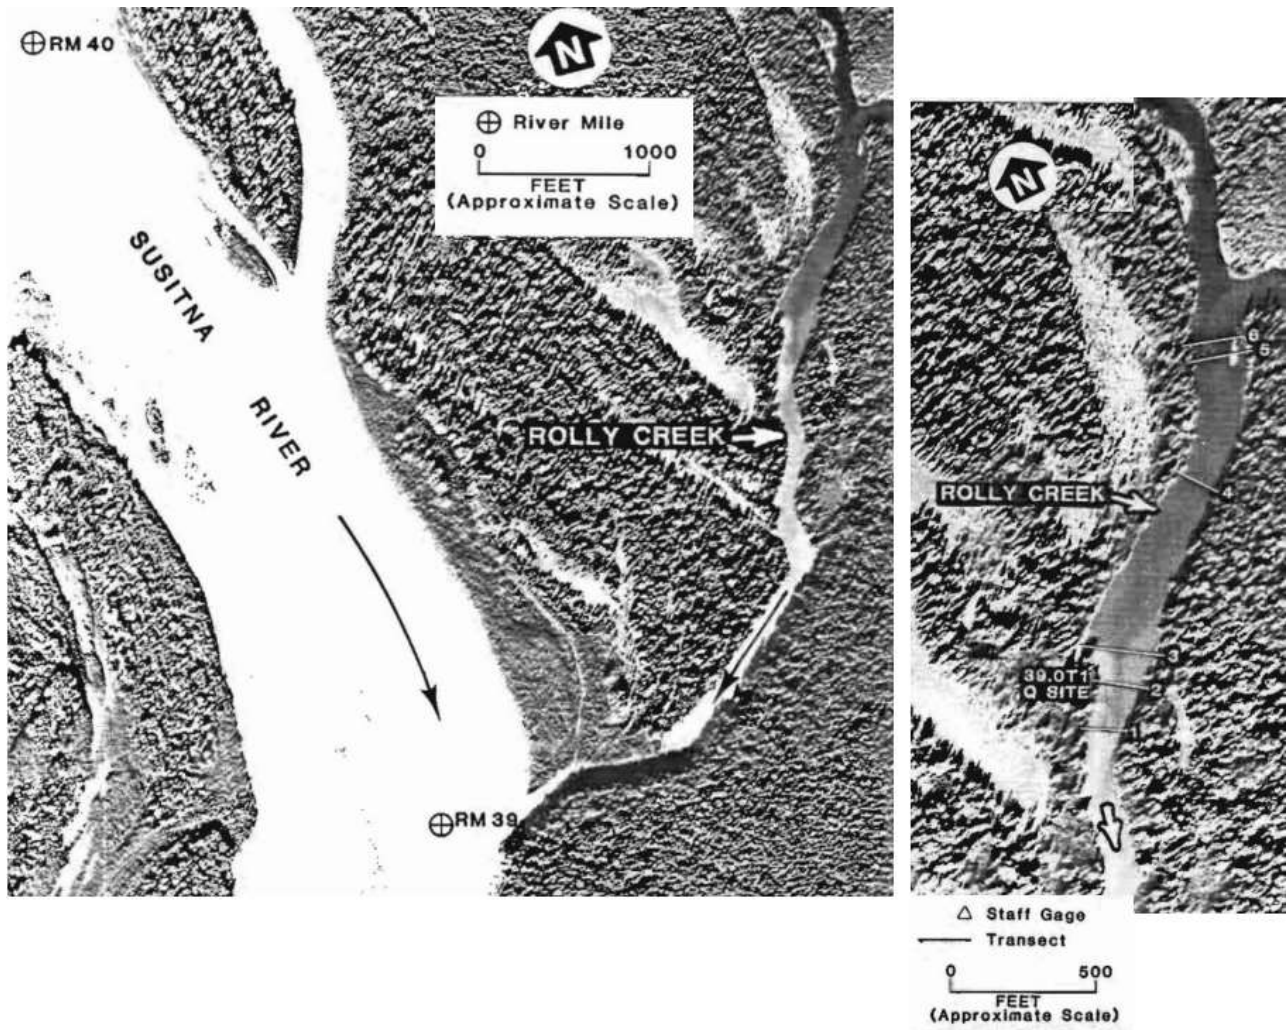 RM 40
N
River Mile
0 1000
FEET
(Approximate Scale)
SUSITNA
RIVER
ROLLY CREEK
RM 39
N
6
5
4
ROLLY CREEK
3
39.0T1
Q SITE
2
1
Staff Gage
Transect
0 500
FEET
(Approximate Scale)